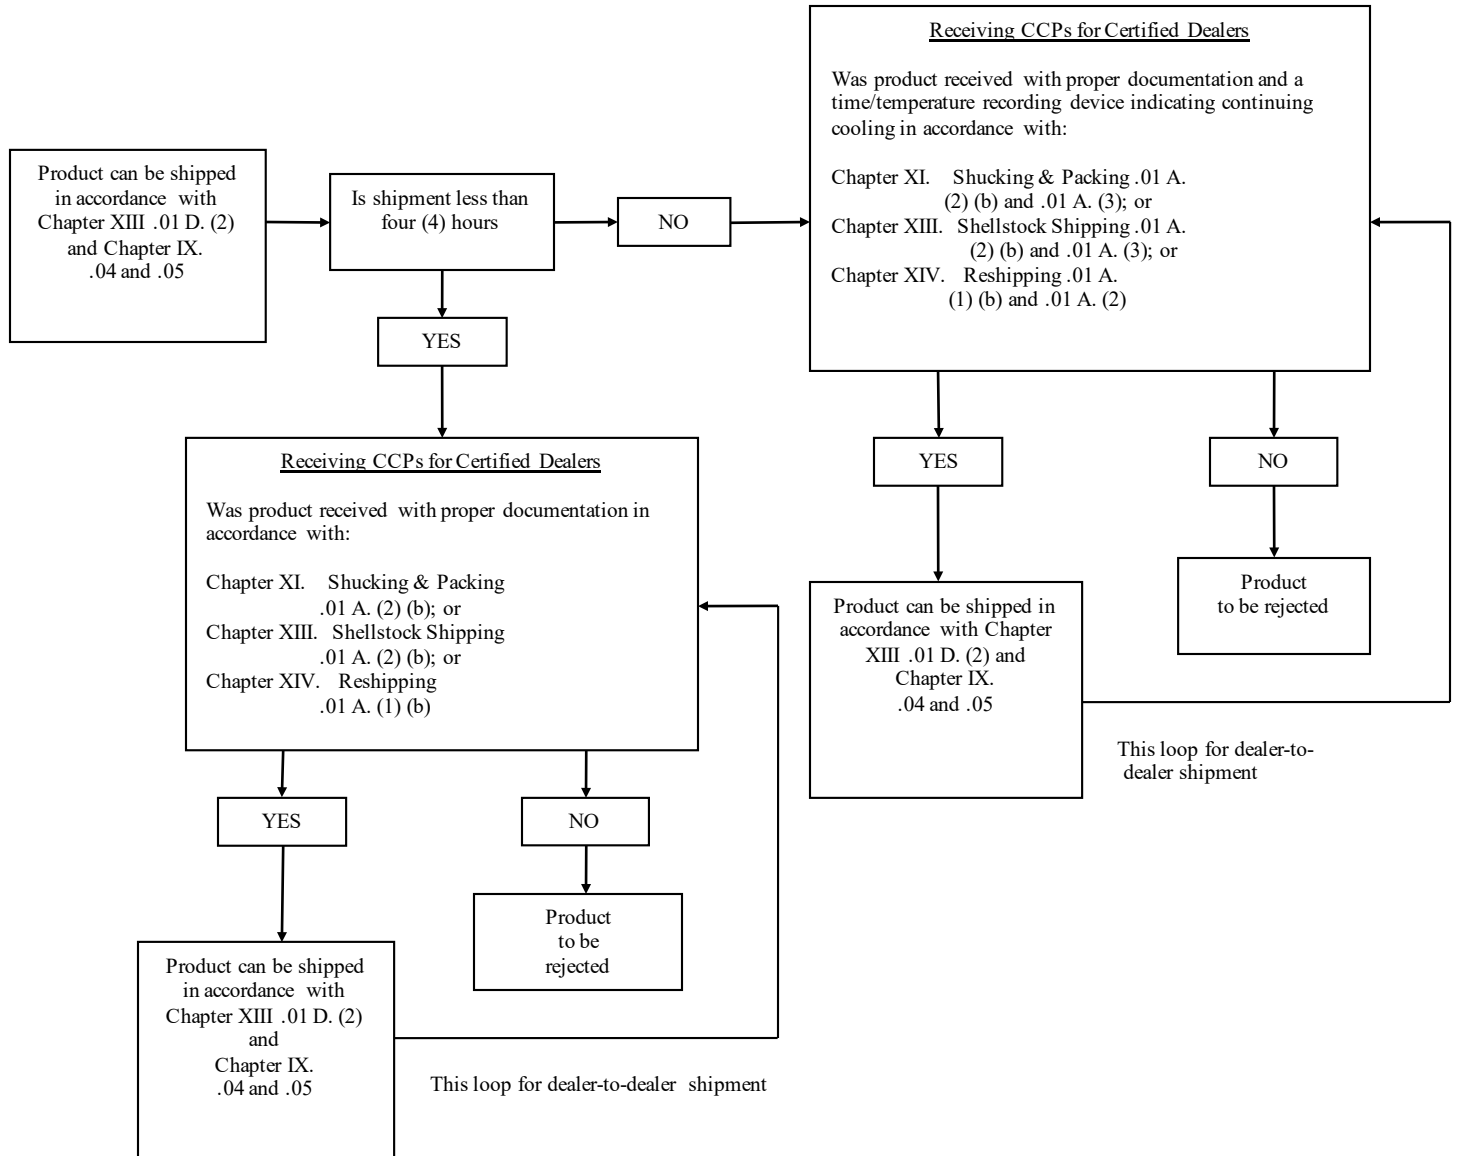 Receiving CCPs for Certified Dealers
Was product received with proper documentation and a
time/temperature recording device indicating continuing
cooling in accordance with:
Chapter XI. Shucking & Packing .01 A.
(2) (b) and .01 A. (3); or
Chapter XIII. Shellstock Shipping .01 A.
(2) (b) and .01 A. (3); or
Chapter XIV. Reshipping .01 A.
(1) (b) and .01 A. (2)
Product can be shipped
in accordance with
Chapter XIII .01 D. (2)
and Chapter IX.
.04 and .05
Is shipment less than
four (4) hours
NO
YES
Receiving CCPs for Certified Dealers
Was product received with proper documentation in
accordance with:
Chapter XI. Shucking & Packing
.01 A. (2) (b); or
Chapter XIII. Shellstock Shipping
.01 A. (2) (b); or
Chapter XIV. Reshipping
.01 A. (1) (b)
YES
NO
Product can be shipped in
accordance with Chapter
XIII .01 D. (2) and
Chapter IX.
.04 and .05
Product
to be rejected
This loop for dealer-to-
dealer shipment
YES
NO
Product
to be
rejected
Product can be shipped
in accordance with
Chapter XIII .01 D. (2)
and
Chapter IX.
.04 and .05
This loop for dealer-to-dealer shipment